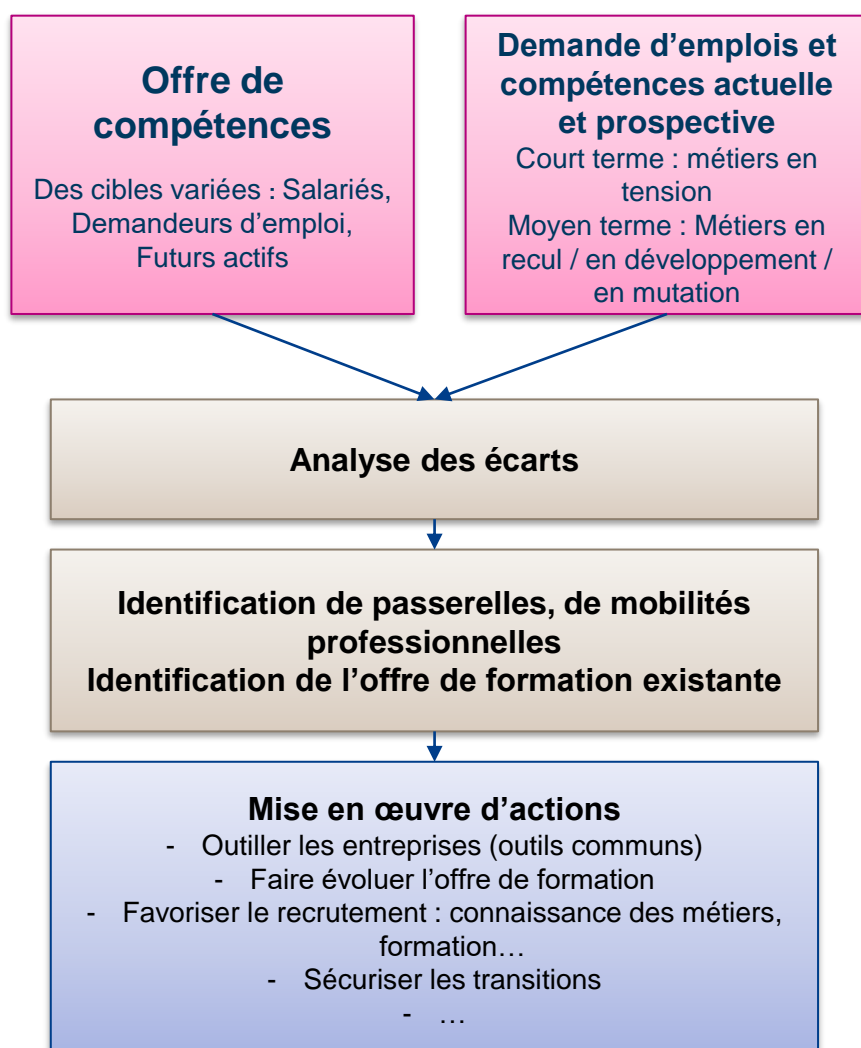 Offre de
compétences
Des cibles variées : Salariés,
Demandeurs d’emploi,
Futurs actifs
Demande d’emplois et
compétences actuelle
et prospective
Court terme : métiers en
tension
Moyen terme : Métiers en
recul / en développement /
en mutation
Analyse des écarts
Identification de passerelles, de mobilités
professionnelles
Identification de l’offre de formation existante
Mise en œuvre d’actions
- Outiller les entreprises (outils communs)
- Faire évoluer l’offre de formation
- Favoriser le recrutement : connaissance des métiers,
formation…
- Sécuriser les transitions
- …